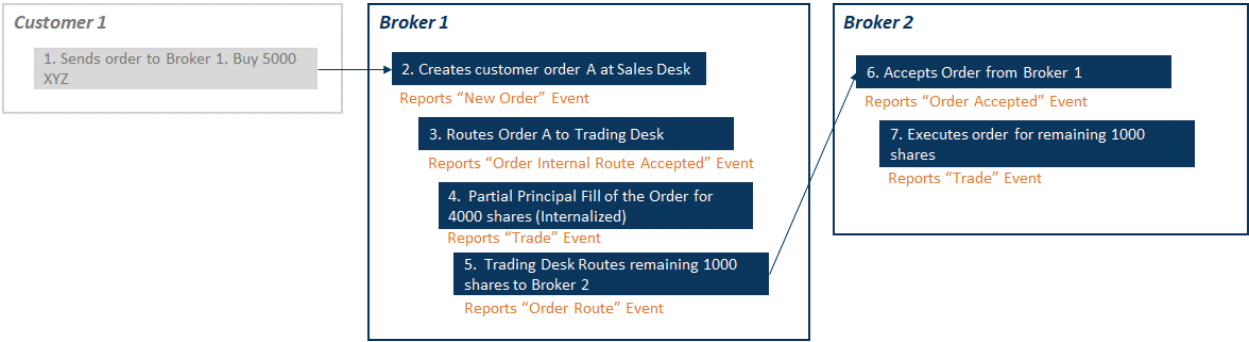 Customer 1
1. Sends order to Broker 1. Buy 5000
XYZ
Broker 1
2. Creates customer order A at Sales Desk
Reports “New Order” Event
3. Routes Order A to Trading Desk
Reports “Order Internal Route Accepted” Event
4. Partial Principal Fill of the Order for
4000 shares (Internalized)
Reports “Trade” Event
5. Trading Desk Routes remaining 1000
shares to Broker 2
Reports “Order Route” Event
Broker 2
6. Accepts Order from Broker 1
Reports “Order Accepted” Event
7. Executes order for remaining 1000
shares
Reports “Trade” Event